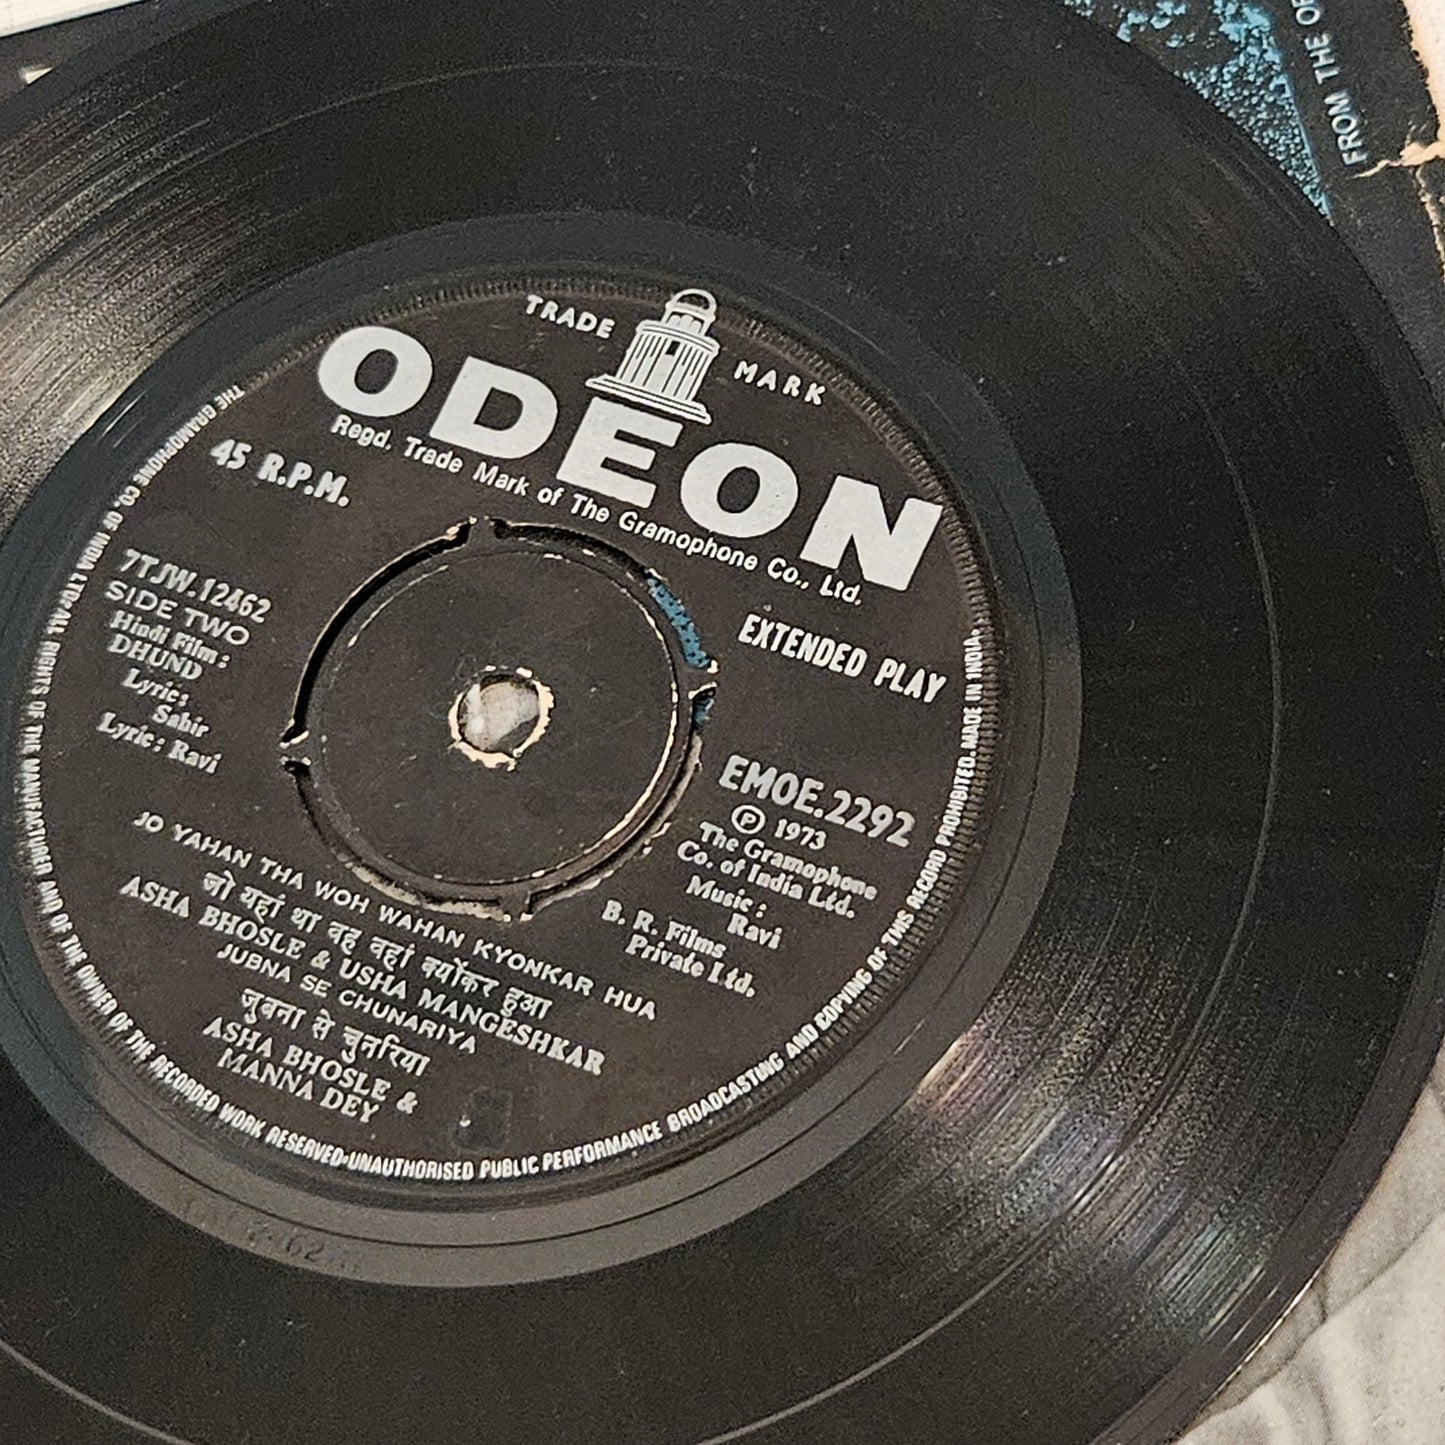 TRADE MARK
ODEON
Regd. Trade Mark of The Gramophone Co., Ltd.
45 R.P.M.
EXTENDED PLAY
7TJW.12462
SIDE TWO
Hindi Film :
DHUND
Lyric:
Sahir
Lyric : Ravi
EMOE.2292
Ⓟ 1973
The Gramophone
Co. of India Ltd.
Music :
Ravi
B. R. Films
Private Ltd.
JO YAHAN THA WOH WAHAN KYONKAR HUA
जो यहां था वह वहां क्योंकर हुआ
ASHA BHOSLE & USHA MANGESHKAR
JUBNA SE CHUNARIYA
जुबना से चुनरिया
ASHA BHOSLE &
MANNA DEY
THE GRAMOPHONE CO. OF INDIA LTD·ALL RIGHTS OF THE MANUFACTURER AND OF THE OWNER OF THE RECORDED WORK RESERVED·UNAUTHORISED PUBLIC PERFORMANCE BROADCASTING AND COPYING OF THIS RECORD PROHIBITED. MADE IN INDIA.
FROM THE